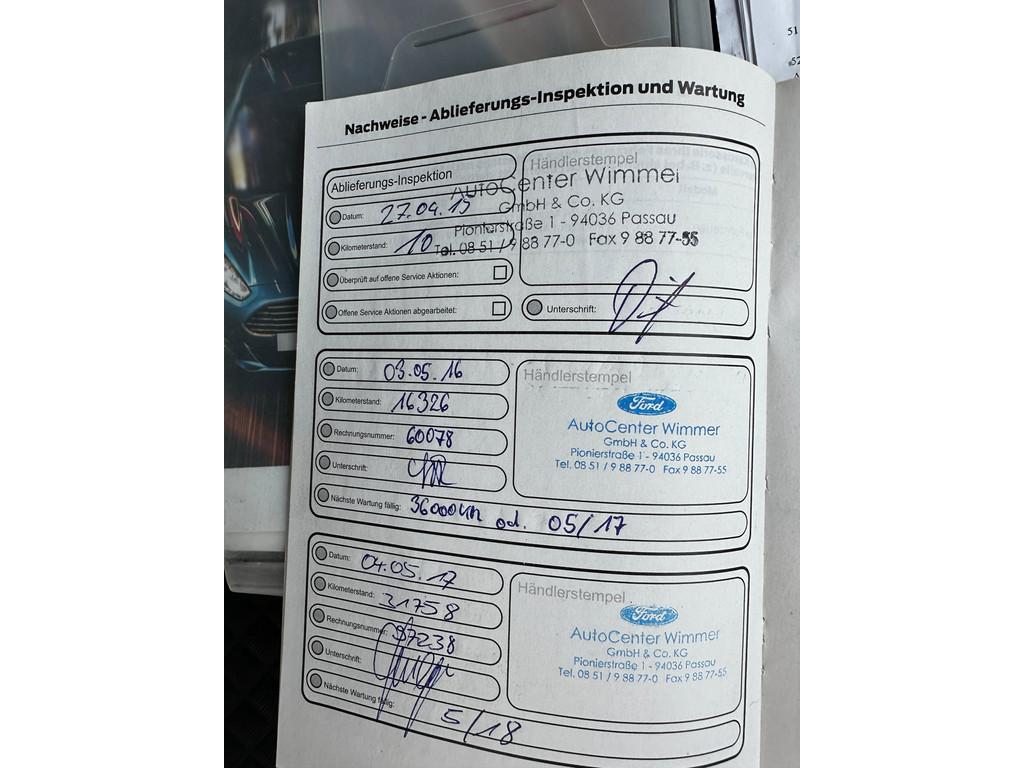 51
Nachweise - Ablieferungs-Inspektion und Wartung
Ablieferungs-Inspektion
Datum: 27.04.15
Kilometerstand: 10
Überprüft auf offene Service Aktionen:
Offene Service Aktionen abgearbeitet:
Händlerstempel
AutoCenter Wimmer
GmbH & Co. KG
Pionierstraße 1 - 94036 Passau
Tel. 08 51 / 9 88 77-0 Fax 9 88 77-55
Unterschrift:
Datum: 03.05.16
Kilometerstand: 16326
Rechnungsnummer: 60078
Unterschrift:
Nächste Wartung fällig: 36000km od. 05/17
Händlerstempel
Ford
AutoCenter Wimmer
GmbH & Co. KG
Pionierstraße 1 - 94036 Passau
Tel. 08 51 / 9 88 77-0 Fax 9 88 77-55
Datum: 04.05.17
Kilometerstand: 31758
Rechnungsnummer: 97238
Unterschrift:
Nächste Wartung fällig: 5/18
Händlerstempel
Ford
AutoCenter Wimmer
GmbH & Co. KG
Pionierstraße 1 - 94036 Passau
Tel. 08 51 / 9 88 77-0 Fax 9 88 77-55